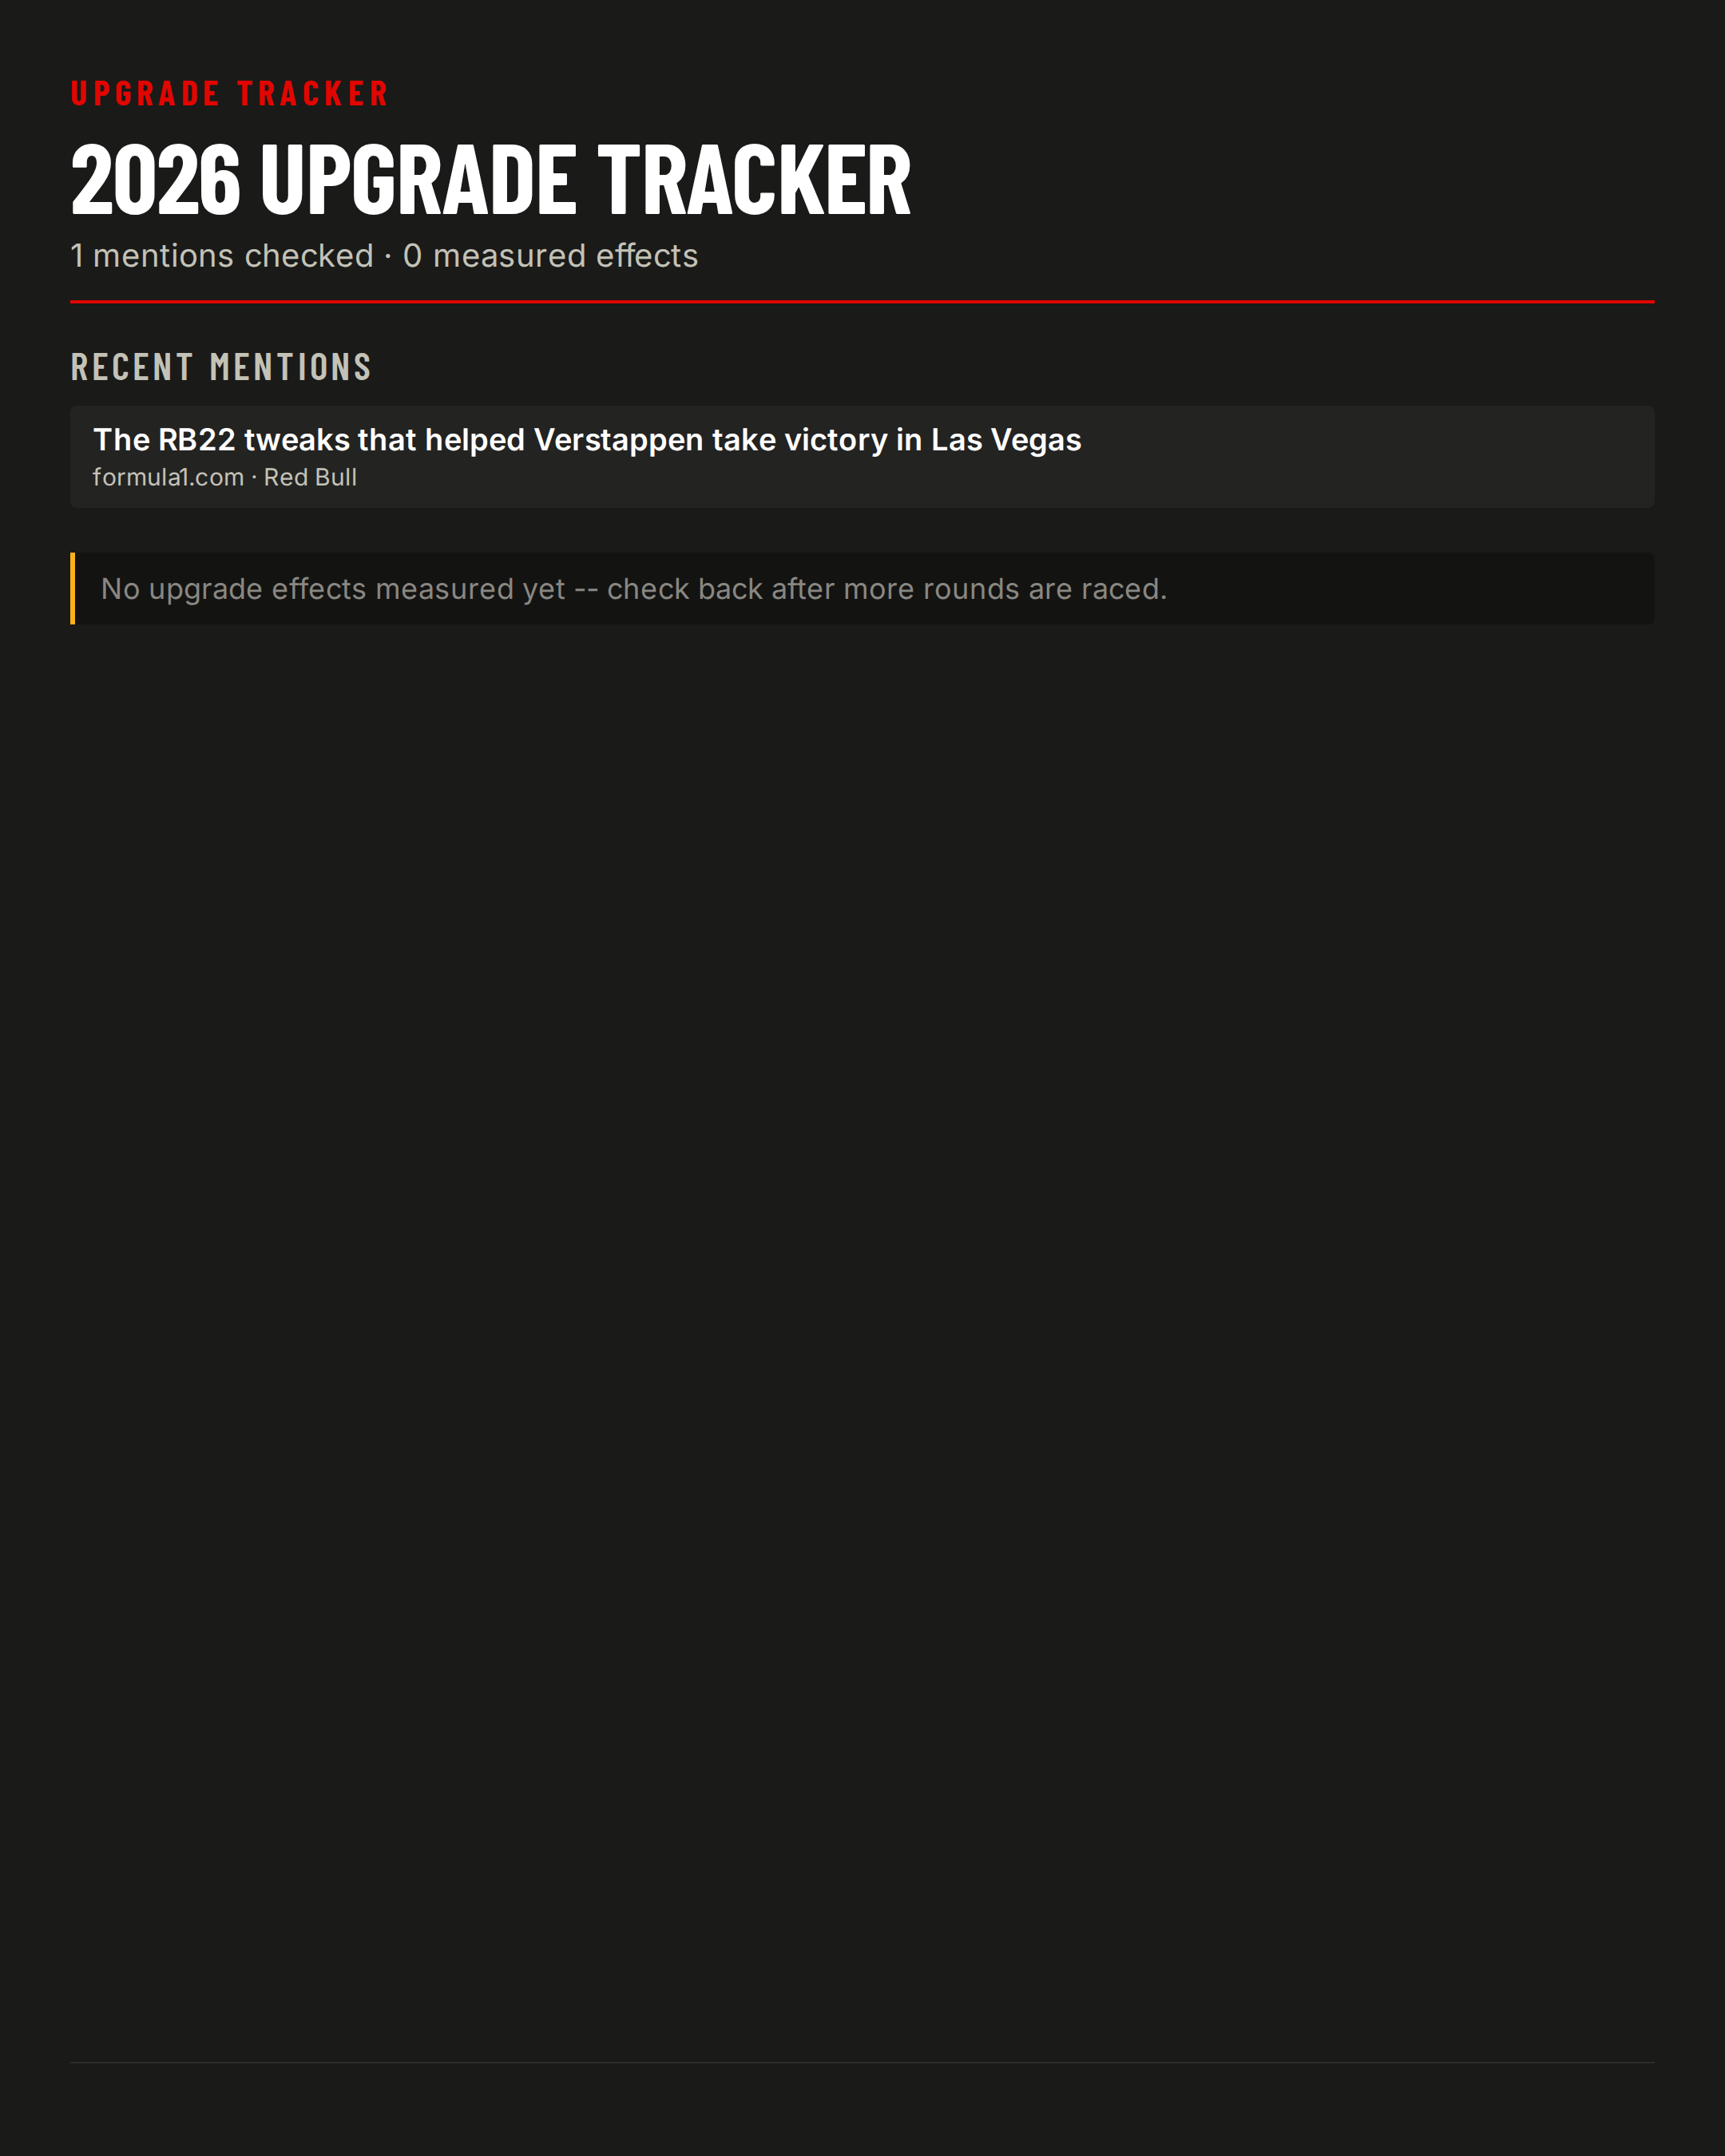 UPGRADE TRACKER
2026 UPGRADE TRACKER
1 mentions checked · 0 measured effects
RECENT MENTIONS
The RB22 tweaks that helped Verstappen take victory in Las Vegas
formula1.com · Red Bull
No upgrade effects measured yet -- check back after more rounds are raced.